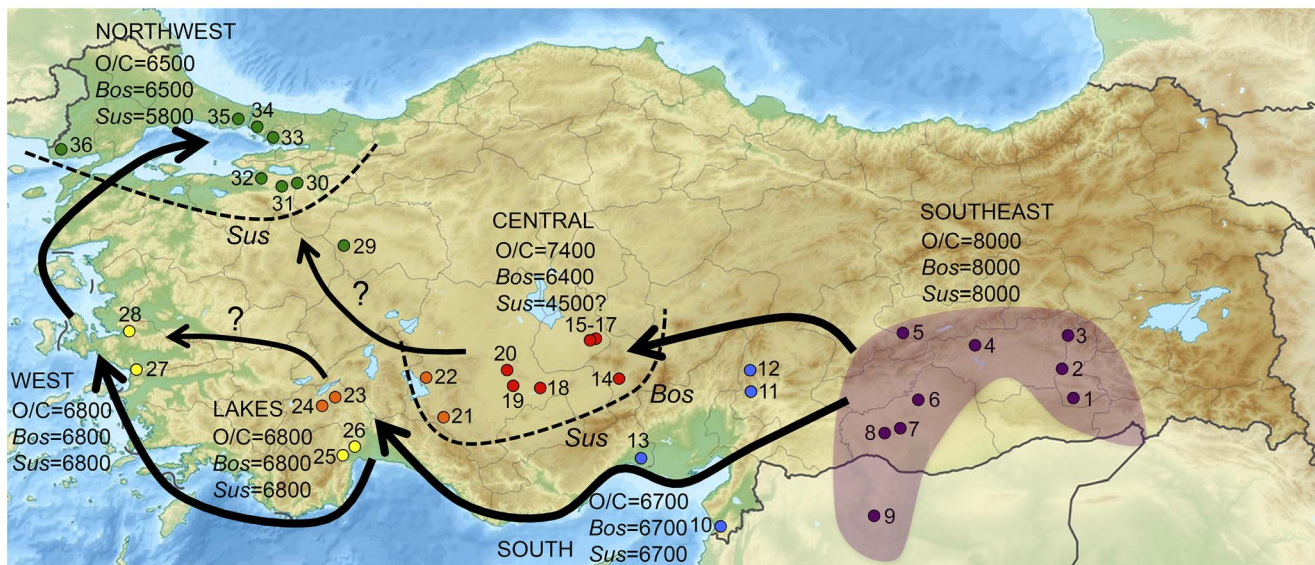 NORTHWEST
O/C=6500
Bos=6500
Sus=5800
35
34
33
36
32
31
30
Sus
29
?
?
28
27
WEST
O/C=6800
Bos=6800
Sus=6800
LAKES
O/C=6800
Bos=6800
Sus=6800
24
23
26
25
22
21
CENTRAL
O/C=7400
Bos=6400
Sus=4500?
15-17
20
19
18
14
Bos
Sus
12
11
13
10
O/C=6700
Bos=6700
Sus=6700
SOUTH
SOUTHEAST
O/C=8000
Bos=8000
Sus=8000
5
4
3
2
1
6
7
8
9